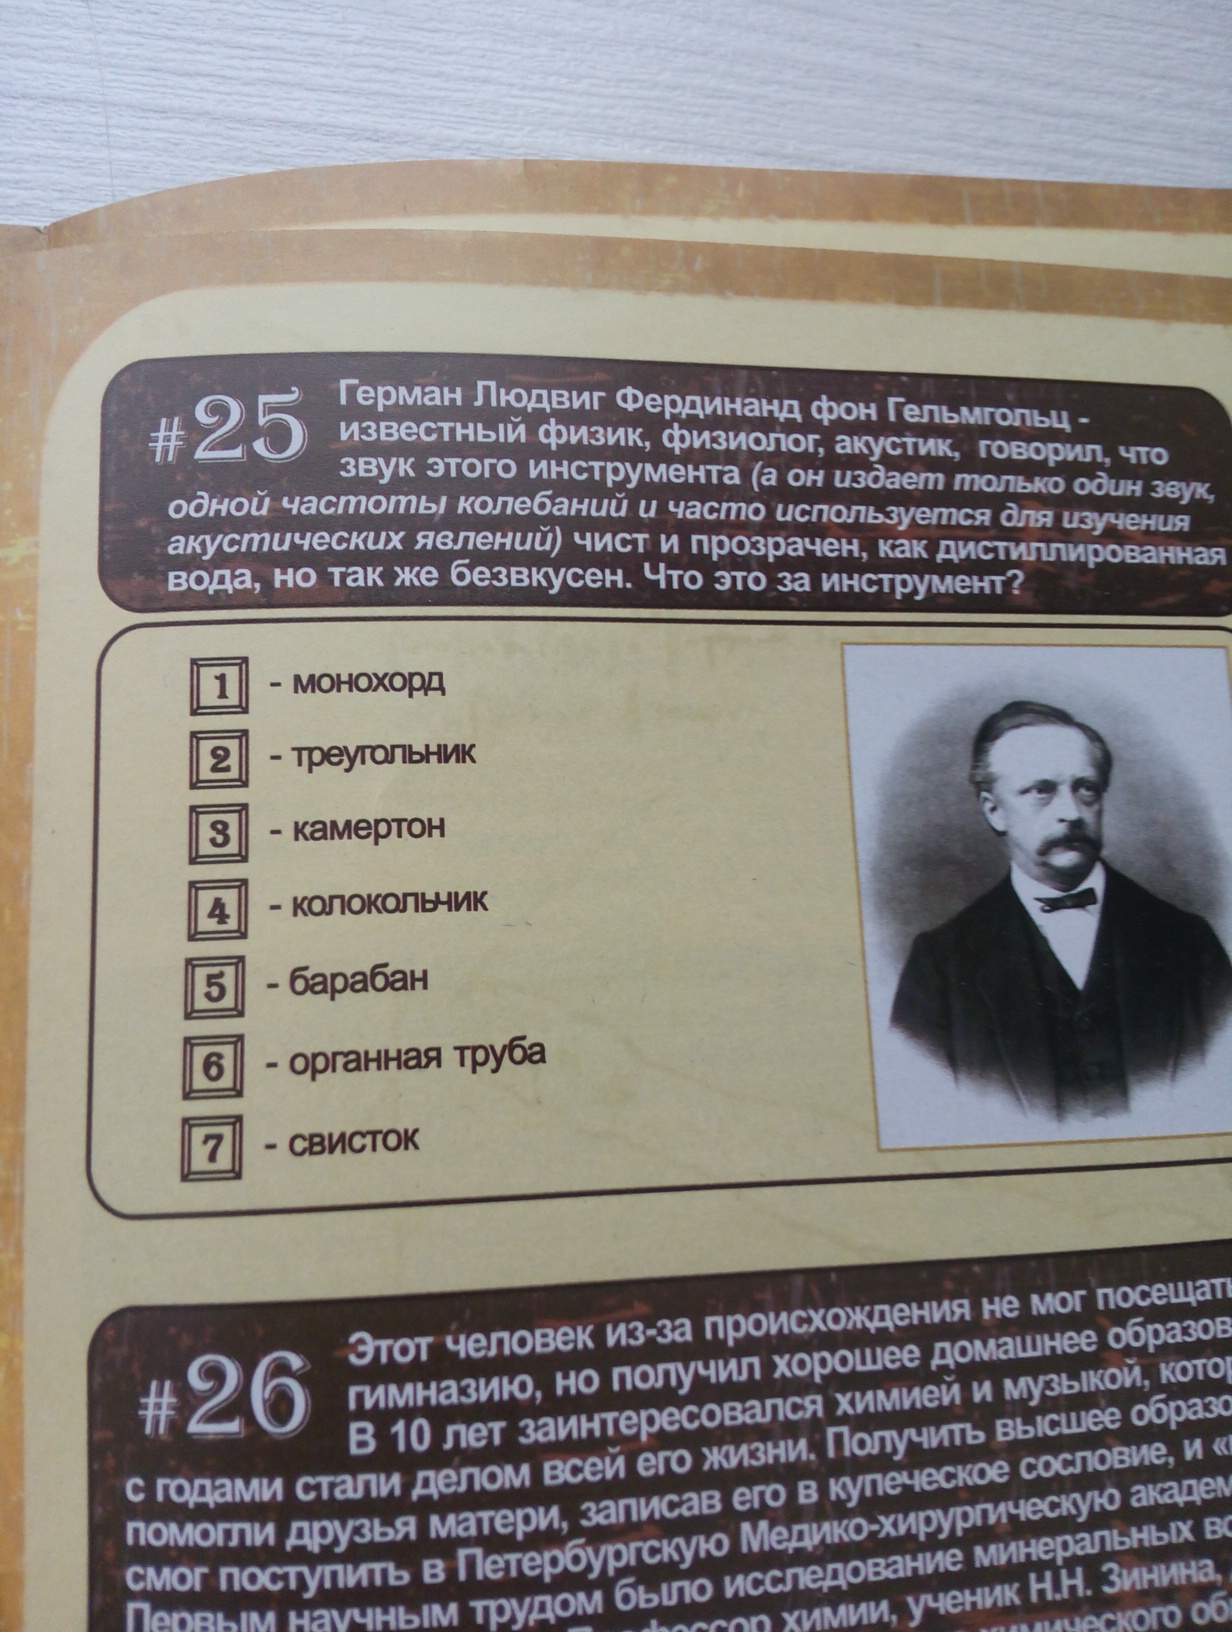 #25
Герман Людвиг Фердинанд фон Гельмгольц -
известный физик, физиолог, акустик, говорил, что
звук этого инструмента (а он издает только один звук,
одной частоты колебаний и часто используется для изучения
акустических явлений) чист и прозрачен, как дистиллированная
вода, но так же безвкусен. Что это за инструмент?
1 - монохорд
2 - треугольник
3 - камертон
4 - колокольчик
5 - барабан
6 - органная труба
7 - свисток
#26
Этот человек из-за происхождения не мог посещать
гимназию, но получил хорошее домашнее
В 10 лет заинтересовался химией и музыкой,
с годами стали делом всей его жизни. Получить высшее
помогли друзья матери, записав его в купеческое сословие, и
смог поступить в Петербургскую Медико-хирургическую
Первым научным трудом было исследование минеральных
химии, ученик Н.Н. Зинина,